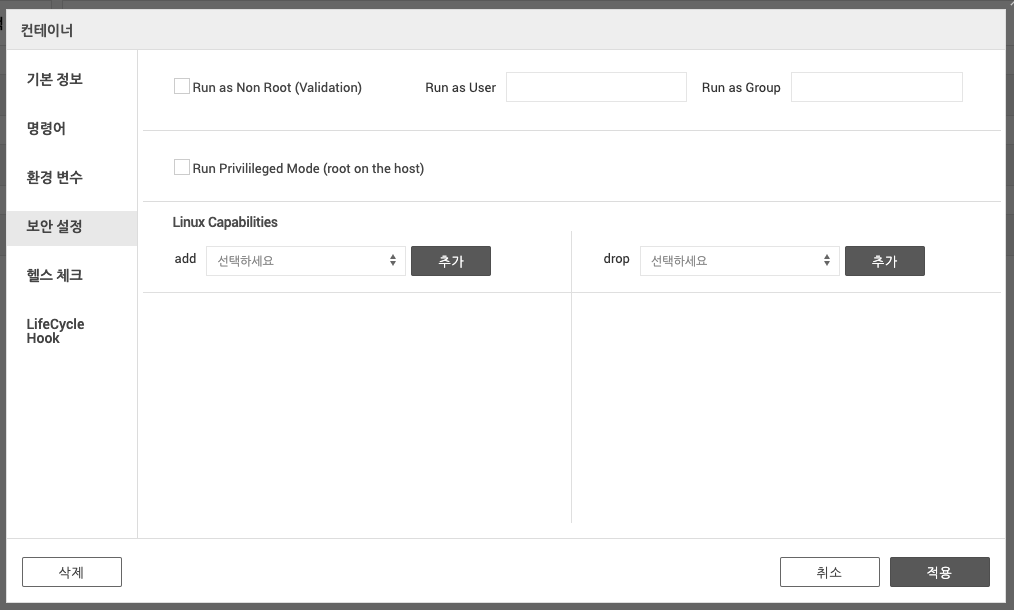 컨테이너
기본 정보
명령어
환경 변수
보안 설정
헬스 체크
LifeCycle
Hook
Run as Non Root (Validation) Run as User Run as Group
Run Privilileged Mode (root on the host)
Linux Capabilities
add 선택하세요 추가 drop 선택하세요 추가
삭제 취소 적용